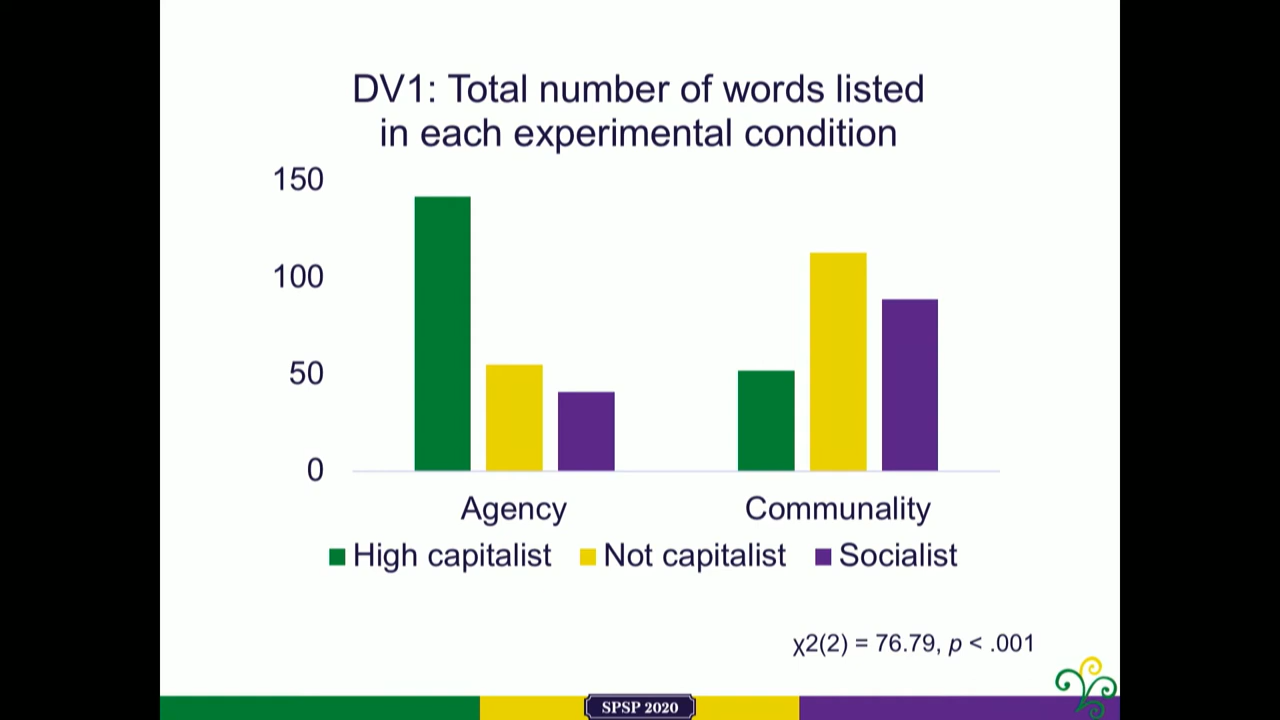 DV1: Total number of words listed
in each experimental condition
150
100
50
0
Agency Communality
High capitalist Not capitalist Socialist
χ2(2) = 76.79, p < .001
SPSP 2020